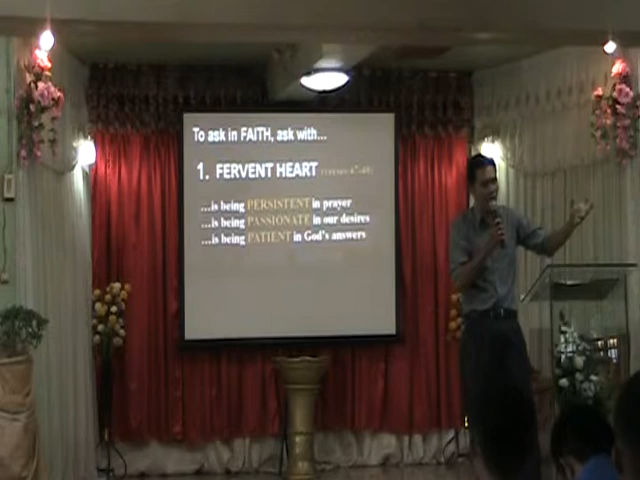 To ask in FAITH, ask with...
1. FERVENT HEART
...is being PERSISTENT in prayer
...is being PASSIONATE in our desires
...is being PATIENT in God's answers